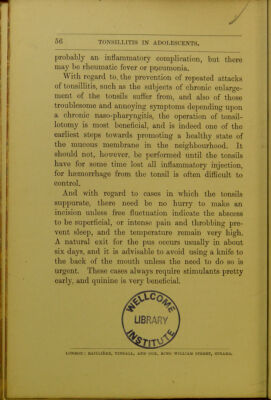 56 TONSILLITIS IN ADOLESCENTS.
probably an inflammatory complication, but there
may be rheumatic fever or pneumonia.
With regard to, the prevention of repeated attacks
of tonsillitis, such as the subjects of chronic enlarge-
ment of the tonsils suffer from, and also of those
troublesome and annoying symptoms depending upon
a chronic naso-pharyngitis, the operation of tonsil-
lotomy is most beneficial, and is indeed one of the
earliest steps towards promoting a healthy state of
the mucous membrane in the neighbourhood. It
should not, however, be performed until the tonsils
have for some time lost all inflammatory injection,
for hæmorrhage from the tonsil is often difficult to
control.
And with regard to cases in which the tonsils
suppurate, there need be no hurry to make an
incision unless free fluctuation indicate the abscess
to be superficial, or intense pain and throbbing pre-
vent sleep, and the temperature remain very high.
A natural exit for the pus occurs usually in about
six days, and it is advisable to avoid using a knife to
the back of the mouth unless the need to do so is
urgent. These cases always require stimulants pretty
early, and quinine is very beneficial.
WELLCOME
LIBRARY
INSTITUTE
LONDON: BAILLIÈRE, TINDALL, AND COX, KING WILLIAM STREET, STRAND.